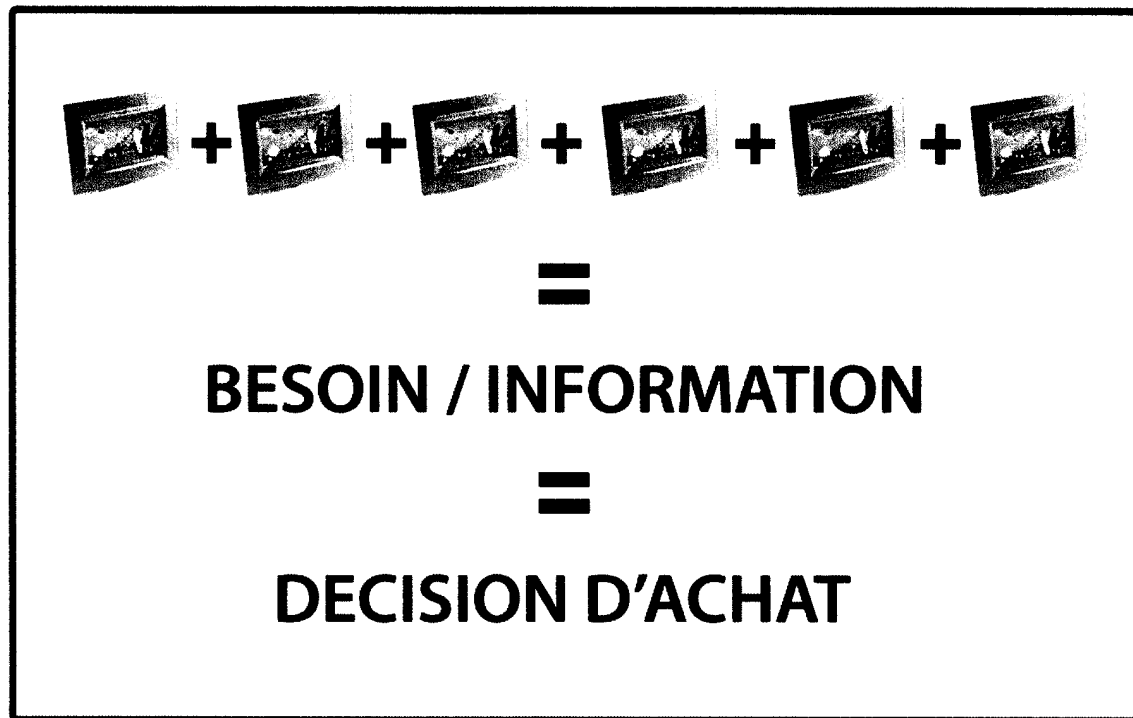 + + + + +
=
BESOIN / INFORMATION
=
DECISION D'ACHAT